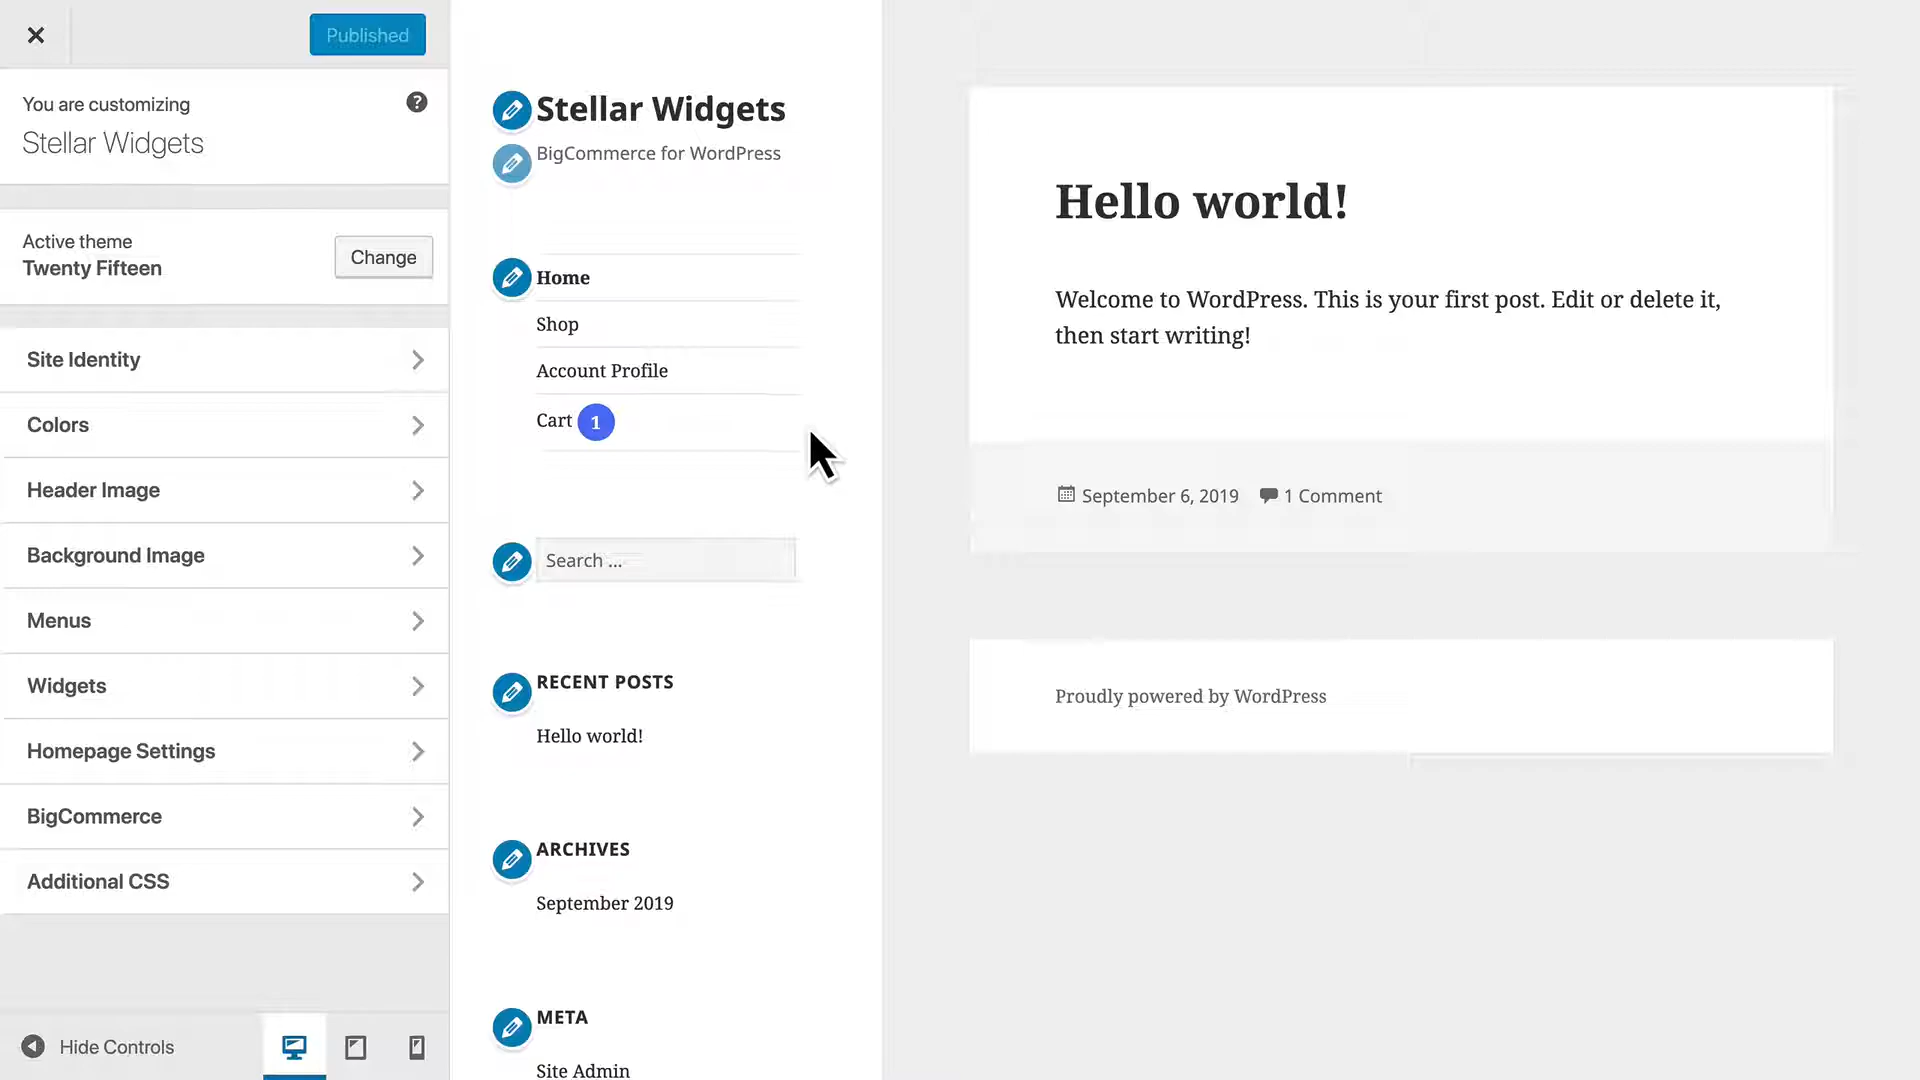 Published
You are customizing
Stellar Widgets
Active theme
Twenty Fifteen
Change
Site Identity
Colors
Header Image
Background Image
Menus
Widgets
Homepage Settings
BigCommerce
Additional CSS
Hide Controls
Stellar Widgets
BigCommerce for WordPress
Home
Shop
Account Profile
Cart 1
Search ...
RECENT POSTS
Hello world!
ARCHIVES
September 2019
META
Site Admin
Hello world!
Welcome to WordPress. This is your first post. Edit or delete it,
then start writing!
September 6, 2019 1 Comment
Proudly powered by WordPress